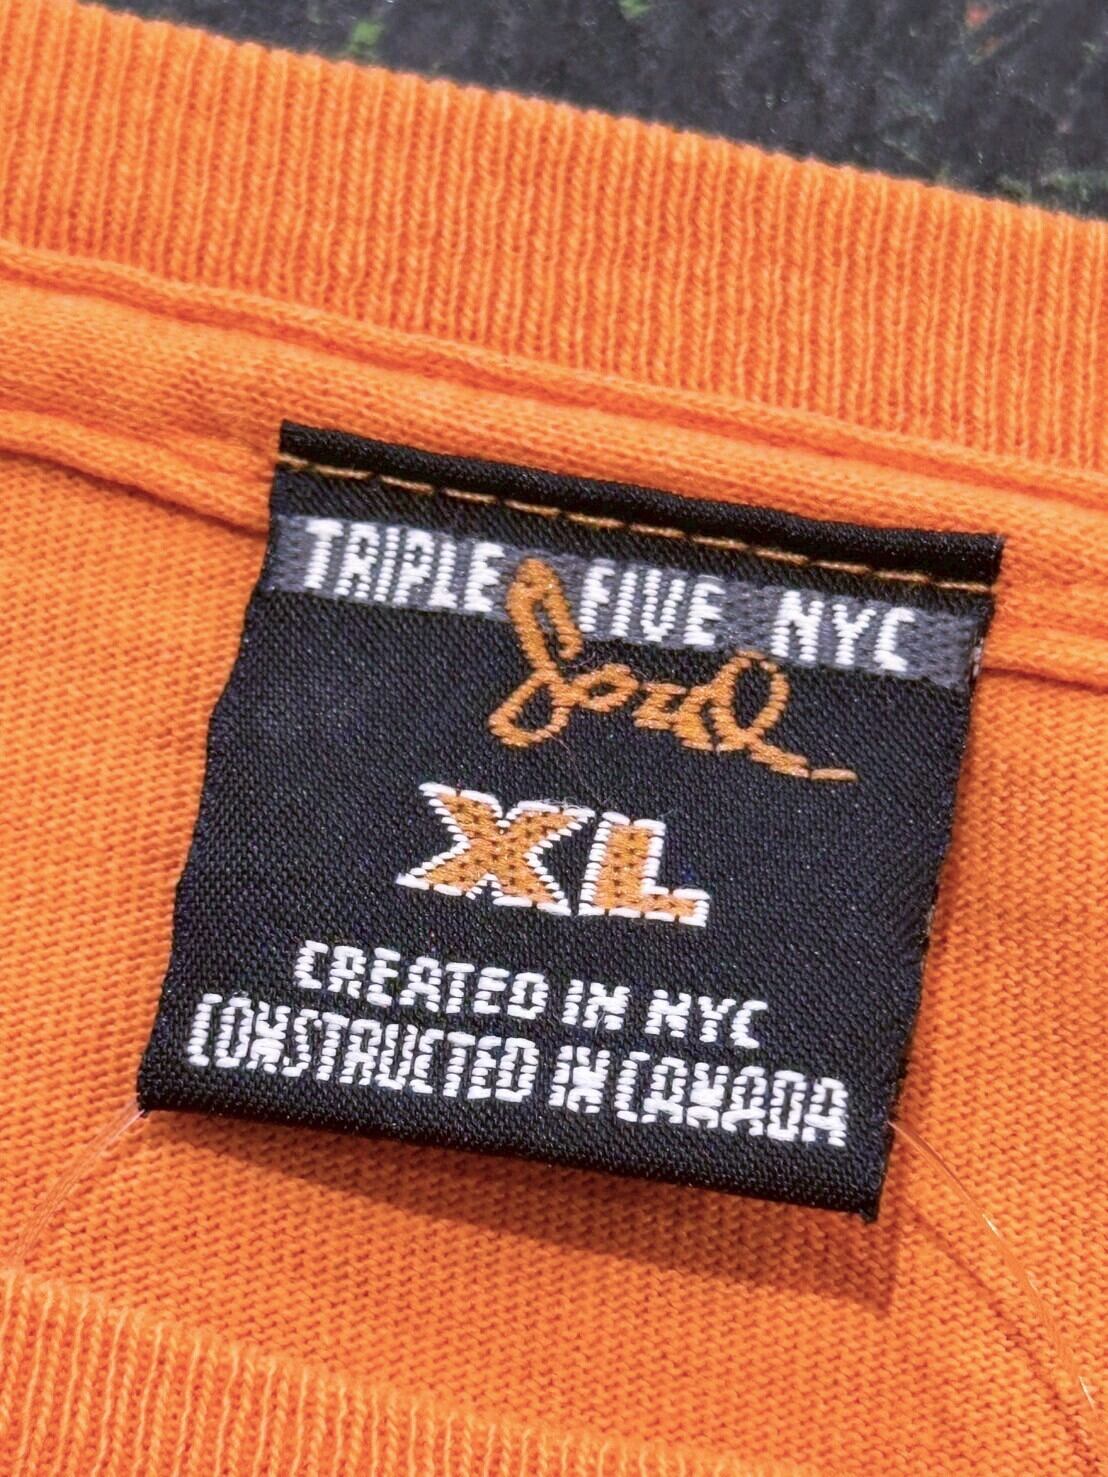 TRIPLE FIVE NYC
Soul
XL
CREATED IN NYC
CONSTRUCTED IN CANADA